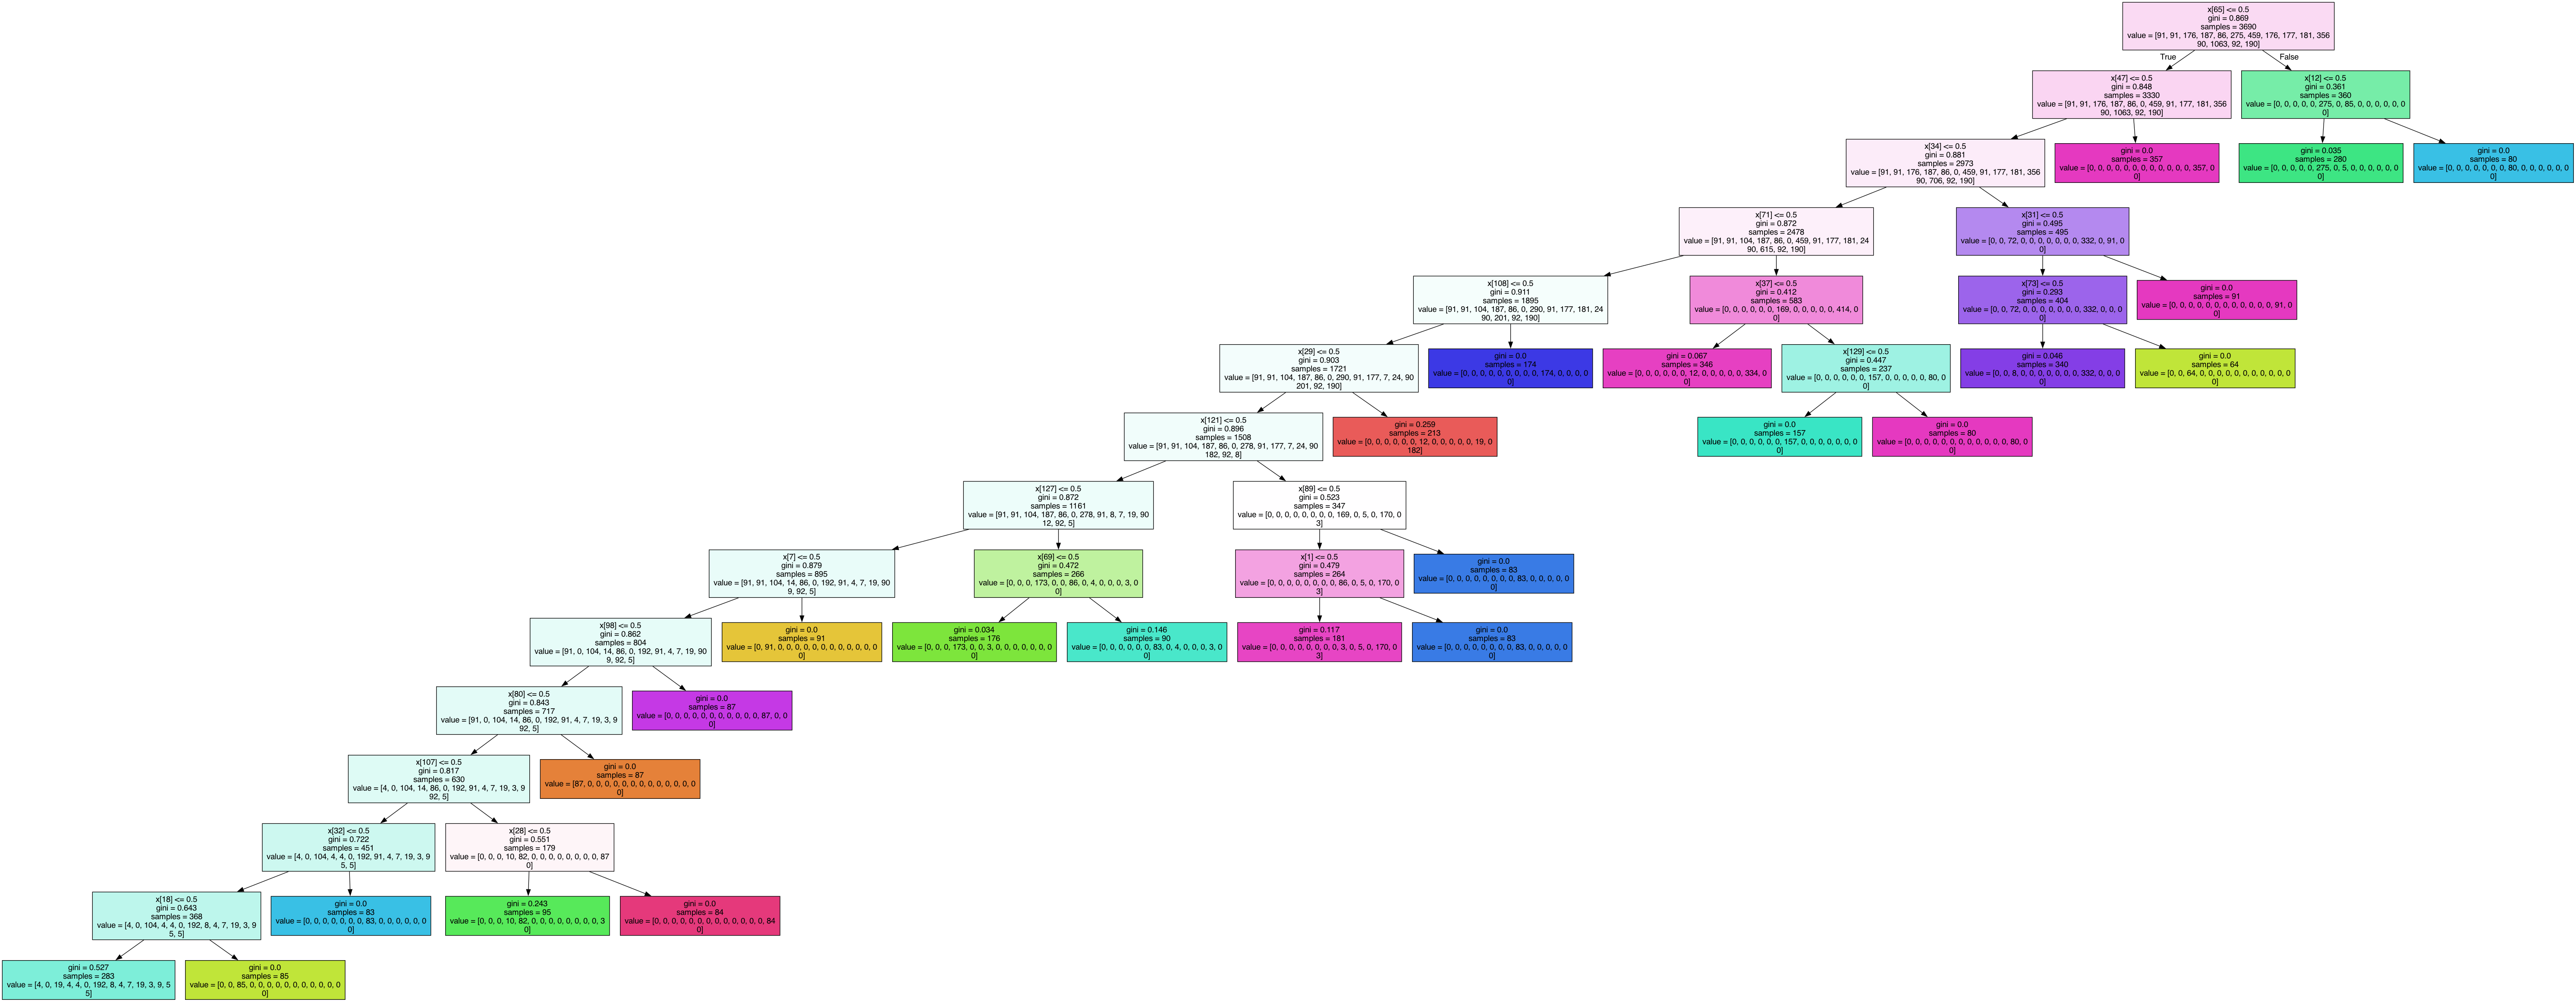 x[65] <= 0.5
gini = 0.869
samples = 3690
value = [91, 91, 176, 187, 86, 275, 459, 176, 177, 181, 356
90, 1063, 92, 190]
True
False
x[47] <= 0.5
gini = 0.848
samples = 3330
value = [91, 91, 176, 187, 86, 0, 459, 91, 177, 181, 356
90, 1063, 92, 190]
x[12] <= 0.5
gini = 0.361
samples = 360
value = [0, 0, 0, 0, 0, 275, 0, 85, 0, 0, 0, 0, 0, 0
0]
x[34] <= 0.5
gini = 0.881
samples = 2973
value = [91, 91, 176, 187, 86, 0, 459, 91, 177, 181, 356
90, 706, 92, 190]
gini = 0.0
samples = 357
value = [0, 0, 0, 0, 0, 0, 0, 0, 0, 0, 0, 0, 357, 0
0]
gini = 0.035
samples = 280
value = [0, 0, 0, 0, 0, 275, 0, 5, 0, 0, 0, 0, 0, 0
0]
gini = 0.0
samples = 80
value = [0, 0, 0, 0, 0, 0, 0, 80, 0, 0, 0, 0, 0, 0
0]
x[71] <= 0.5
gini = 0.872
samples = 2478
value = [91, 91, 104, 187, 86, 0, 459, 91, 177, 181, 24
90, 615, 92, 190]
x[31] <= 0.5
gini = 0.495
samples = 495
value = [0, 0, 72, 0, 0, 0, 0, 0, 0, 0, 332, 0, 91, 0
0]
x[108] <= 0.5
gini = 0.911
samples = 1895
value = [91, 91, 104, 187, 86, 0, 290, 91, 177, 181, 24
90, 201, 92, 190]
x[37] <= 0.5
gini = 0.412
samples = 583
value = [0, 0, 0, 0, 0, 0, 169, 0, 0, 0, 0, 0, 414, 0
0]
x[73] <= 0.5
gini = 0.293
samples = 404
value = [0, 0, 72, 0, 0, 0, 0, 0, 0, 0, 332, 0, 0, 0
0]
gini = 0.0
samples = 91
value = [0, 0, 0, 0, 0, 0, 0, 0, 0, 0, 0, 0, 91, 0
0]
x[29] <= 0.5
gini = 0.903
samples = 1721
value = [91, 91, 104, 187, 86, 0, 290, 91, 177, 7, 24, 90
201, 92, 190]
gini = 0.0
samples = 174
value = [0, 0, 0, 0, 0, 0, 0, 0, 0, 174, 0, 0, 0, 0
0]
gini = 0.067
samples = 346
value = [0, 0, 0, 0, 0, 0, 12, 0, 0, 0, 0, 0, 334, 0
0]
x[129] <= 0.5
gini = 0.447
samples = 237
value = [0, 0, 0, 0, 0, 0, 157, 0, 0, 0, 0, 0, 80, 0
0]
gini = 0.046
samples = 340
value = [0, 0, 8, 0, 0, 0, 0, 0, 0, 0, 332, 0, 0, 0
0]
gini = 0.0
samples = 64
value = [0, 0, 64, 0, 0, 0, 0, 0, 0, 0, 0, 0, 0, 0
0]
x[121] <= 0.5
gini = 0.896
samples = 1508
value = [91, 91, 104, 187, 86, 0, 278, 91, 177, 7, 24, 90
182, 92, 8]
gini = 0.259
samples = 213
value = [0, 0, 0, 0, 0, 0, 12, 0, 0, 0, 0, 0, 19, 0
182]
gini = 0.0
samples = 157
value = [0, 0, 0, 0, 0, 0, 157, 0, 0, 0, 0, 0, 0, 0
0]
gini = 0.0
samples = 80
value = [0, 0, 0, 0, 0, 0, 0, 0, 0, 0, 0, 0, 80, 0
0]
x[127] <= 0.5
gini = 0.872
samples = 1161
value = [91, 91, 104, 187, 86, 0, 278, 91, 8, 7, 19, 90
12, 92, 5]
x[89] <= 0.5
gini = 0.523
samples = 347
value = [0, 0, 0, 0, 0, 0, 0, 0, 169, 0, 5, 0, 170, 0
3]
x[7] <= 0.5
gini = 0.879
samples = 895
value = [91, 91, 104, 14, 86, 0, 192, 91, 4, 7, 19, 90
9, 92, 5]
x[69] <= 0.5
gini = 0.472
samples = 266
value = [0, 0, 0, 173, 0, 0, 86, 0, 4, 0, 0, 0, 3, 0
0]
x[1] <= 0.5
gini = 0.479
samples = 264
value = [0, 0, 0, 0, 0, 0, 0, 0, 86, 0, 5, 0, 170, 0
3]
gini = 0.0
samples = 83
value = [0, 0, 0, 0, 0, 0, 0, 0, 83, 0, 0, 0, 0, 0
0]
x[98] <= 0.5
gini = 0.862
samples = 804
value = [91, 0, 104, 14, 86, 0, 192, 91, 4, 7, 19, 90
9, 92, 5]
gini = 0.0
samples = 91
value = [0, 91, 0, 0, 0, 0, 0, 0, 0, 0, 0, 0, 0, 0
0]
gini = 0.034
samples = 176
value = [0, 0, 0, 173, 0, 0, 3, 0, 0, 0, 0, 0, 0, 0
0]
gini = 0.146
samples = 90
value = [0, 0, 0, 0, 0, 0, 83, 0, 4, 0, 0, 0, 3, 0
0]
gini = 0.117
samples = 181
value = [0, 0, 0, 0, 0, 0, 0, 0, 3, 0, 5, 0, 170, 0
3]
gini = 0.0
samples = 83
value = [0, 0, 0, 0, 0, 0, 0, 0, 83, 0, 0, 0, 0, 0
0]
x[80] <= 0.5
gini = 0.843
samples = 717
value = [91, 0, 104, 14, 86, 0, 192, 91, 4, 7, 19, 3, 9
92, 5]
gini = 0.0
samples = 87
value = [0, 0, 0, 0, 0, 0, 0, 0, 0, 0, 0, 87, 0, 0
0]
x[107] <= 0.5
gini = 0.817
samples = 630
value = [4, 0, 104, 14, 86, 0, 192, 91, 4, 7, 19, 3, 9
92, 5]
gini = 0.0
samples = 87
value = [87, 0, 0, 0, 0, 0, 0, 0, 0, 0, 0, 0, 0, 0
0]
x[32] <= 0.5
gini = 0.722
samples = 451
value = [4, 0, 104, 4, 4, 0, 192, 91, 4, 7, 19, 3, 9
5, 5]
x[28] <= 0.5
gini = 0.551
samples = 179
value = [0, 0, 0, 10, 82, 0, 0, 0, 0, 0, 0, 0, 0, 87
0]
x[18] <= 0.5
gini = 0.643
samples = 368
value = [4, 0, 104, 4, 4, 0, 192, 8, 4, 7, 19, 3, 9
5, 5]
gini = 0.0
samples = 83
value = [0, 0, 0, 0, 0, 0, 0, 83, 0, 0, 0, 0, 0, 0
0]
gini = 0.243
samples = 95
value = [0, 0, 0, 10, 82, 0, 0, 0, 0, 0, 0, 0, 0, 3
0]
gini = 0.0
samples = 84
value = [0, 0, 0, 0, 0, 0, 0, 0, 0, 0, 0, 0, 0, 84
0]
gini = 0.527
samples = 283
value = [4, 0, 19, 4, 4, 0, 192, 8, 4, 7, 19, 3, 9, 5
5]
gini = 0.0
samples = 85
value = [0, 0, 85, 0, 0, 0, 0, 0, 0, 0, 0, 0, 0, 0
0]